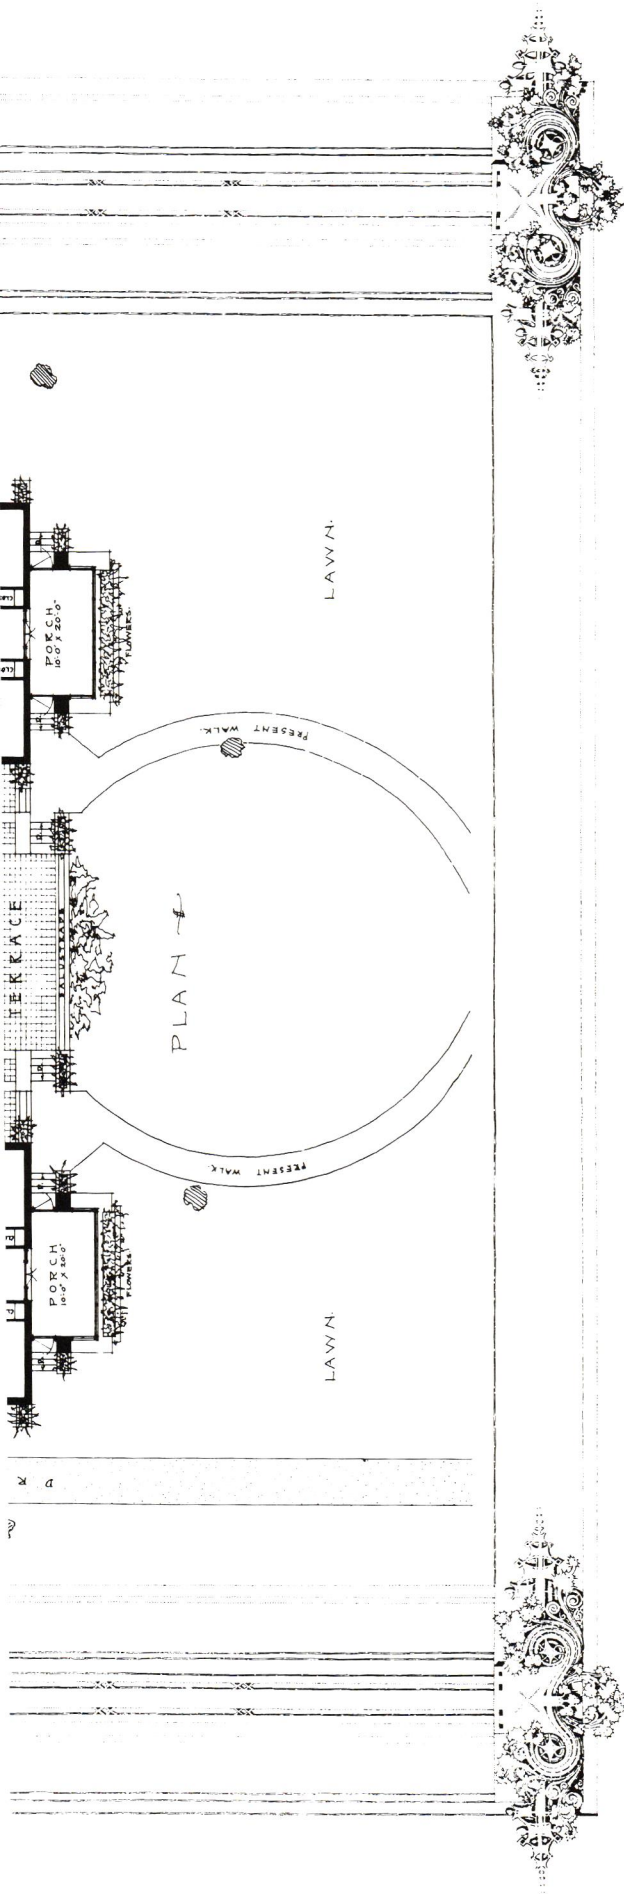 LAWN.
PORCH
10'-0" X 20'-0"
FLOWERS.
PRESENT WALK.
TERRACE
BALUSTRADE
PLAN
PRESENT WALK.
PORCH
10'-0" X 20'-0"
FLOWERS.
LAWN.
D R